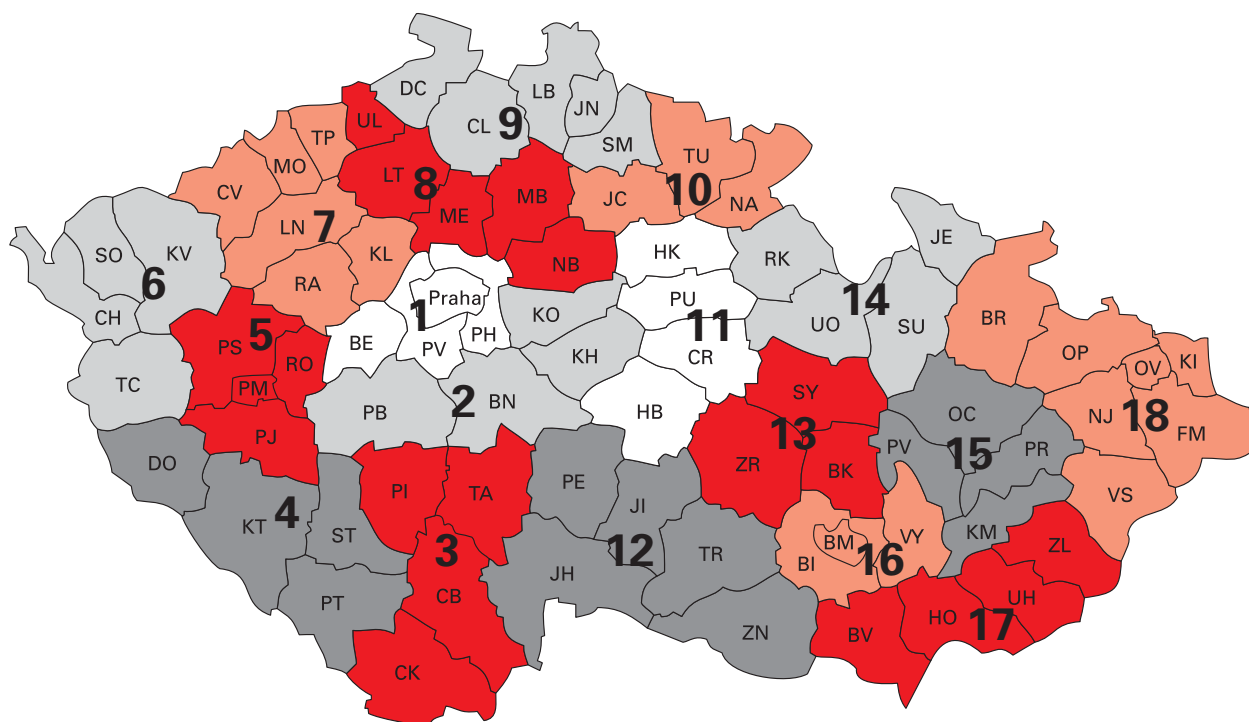 DC
LB
JN
UL
CL
9
TP
SM
MO
TU
LT
8
CV
MB
10
JC
ME
NA
LN
7
JE
SO
KV
KL
HK
RK
6
NB
RA
Praha
PU
14
CH
1
KO
11
UO
SU
BR
5
PS
BE
PV
PH
OP
KI
RO
KH
CR
OV
TC
PM
SY
2
BN
PB
HB
OC
NJ
18
PJ
13
FM
DO
PV
15
PR
ZR
BK
PI
TA
PE
VS
4
KT
JI
ST
VY
KM
3
12
TR
BM
16
ZL
BI
JH
PT
CB
UH
HO
17
ZN
BV
CK